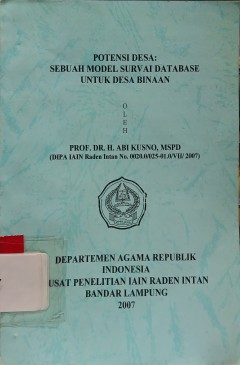 POTENSI DESA:
SEBUAH MODEL SURVAI DATABASE
UNTUK DESA BINAAN
O
L
E
H
PROF. DR. H. ABI KUSNO, MSPD
(DIPA IAIN Raden Intan No. 0020.0/025-01.0/VII/ 2007)
DEPARTEMEN AGAMA REPUBLIK
INDONESIA
USAT PENELITIAN IAIN RADEN INTAN
BANDAR LAMPUNG
2007